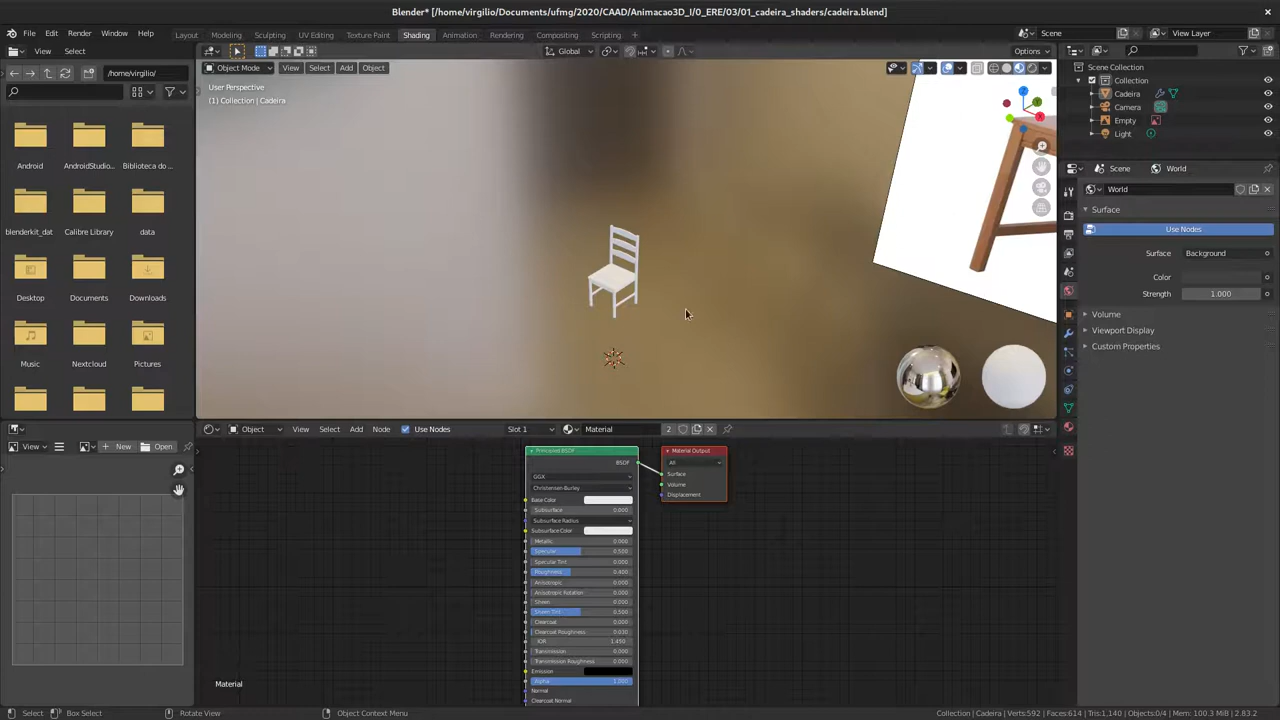 Blender* [/home/virgilio/Documents/ufmg/2020/CAAD/Animacao3D_I/0_ERE/03/01_cadeira_shaders/cadeira.blend]
File Edit Render Window Help Layout Modeling Sculpting UV Editing Texture Paint Shading Animation Rendering Compositing Scripting + Scene View Layer
View Select Global Options
/home/virgilio/ Object Mode View Select Add Object
User Perspective
(1) Collection | Cadeira
Android AndroidStudio... Biblioteca do ...
blenderkit_dat Calibre Library data
Desktop Documents Downloads
Music Nextcloud Pictures
Scene Collection
Collection
Cadeira
Camera
Empty
Light
Scene World
World
Surface
Use Nodes
Surface Background
Color
Strength 1.000
Volume
Viewport Display
Custom Properties
X
Y
Z
View New Open
Object View Select Add Node Use Nodes Slot 1 Material 2
Principled BSDF
BSDF
GGX
Christensen-Burley
Base Color
Subsurface 0.000
Subsurface Radius
Subsurface Color
Metallic 0.000
Specular 0.500
Specular Tint 0.000
Roughness 0.400
Anisotropic 0.000
Anisotropic Rotation 0.000
Sheen 0.000
Sheen Tint 0.500
Clearcoat 0.000
Clearcoat Roughness 0.030
IOR 1.450
Transmission 0.000
Transmission Roughness 0.000
Emission
Alpha 1.000
Normal
Clearcoat Normal
Material Output
All
Surface
Volume
Displacement
Material
Select Box Select Rotate View Object Context Menu Collection | Cadeira | Verts:592 | Faces:614 | Tris:1,140 | Objects:0/4 | Mem: 100.3 MiB | 2.83.2